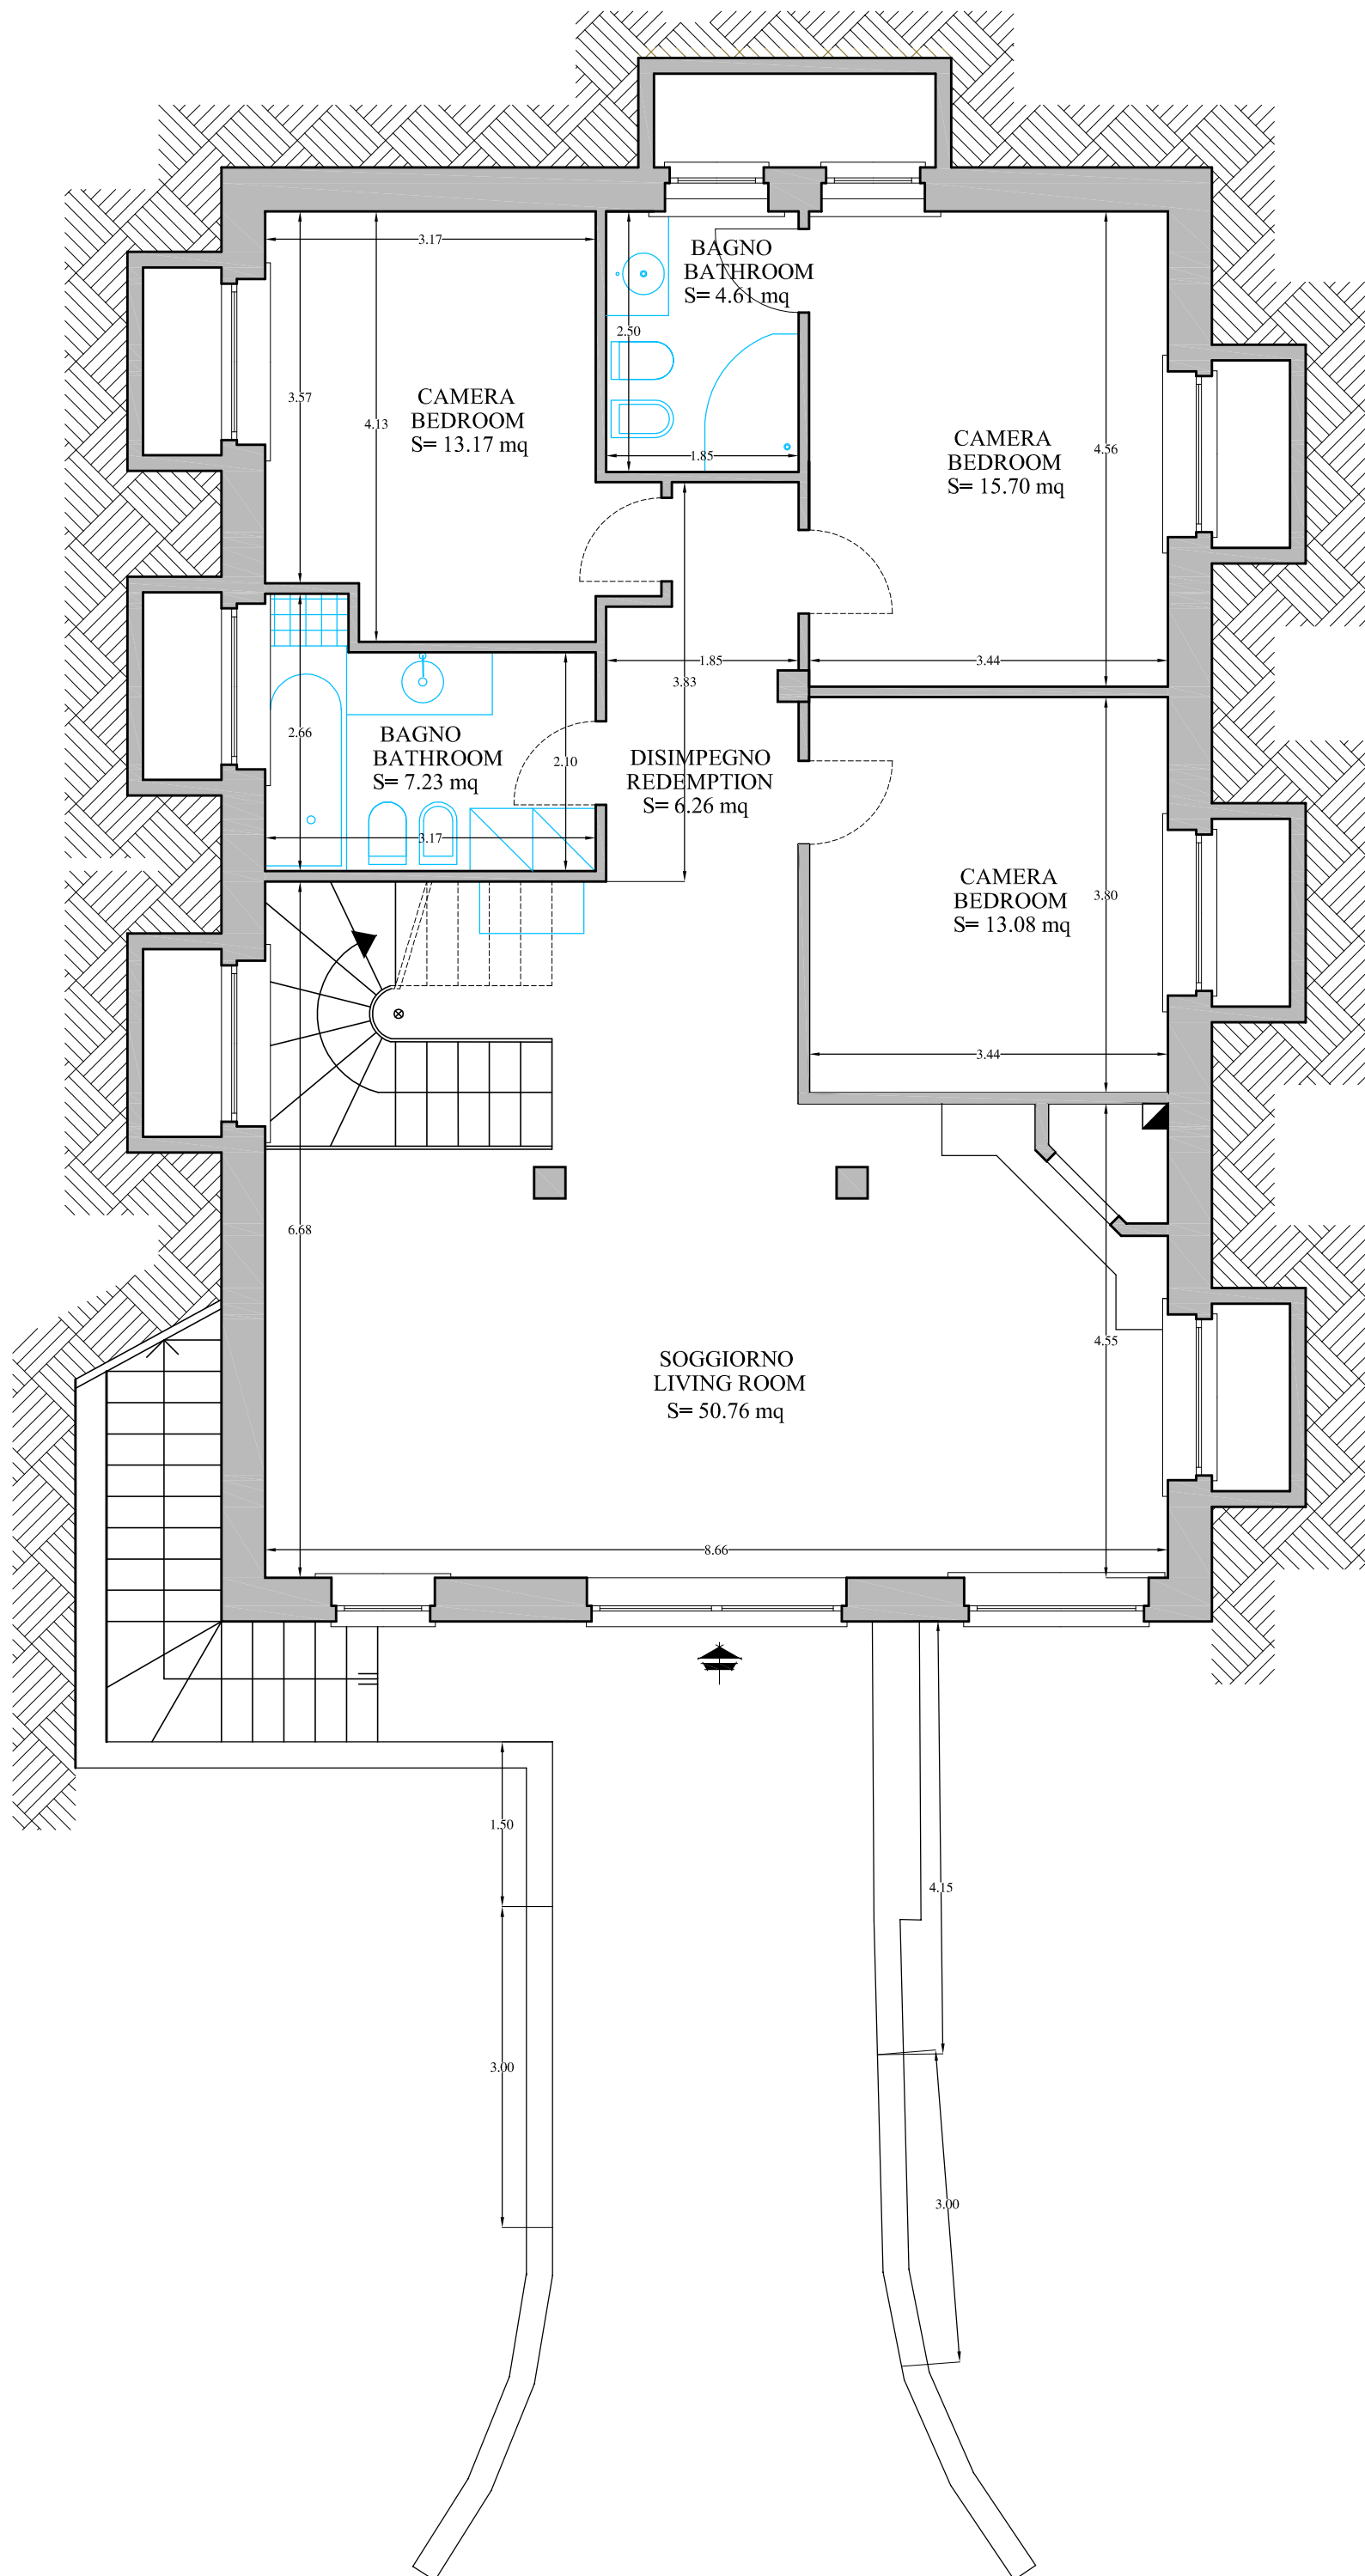 3.17
BAGNO
BATHROOM
S= 4.61 mq
2.50
3.57
4.13
CAMERA
BEDROOM
S= 13.17 mq
1.85
CAMERA
BEDROOM
S= 15.70 mq
4.56
1.85
3.83
3.44
2.66
BAGNO
BATHROOM
S= 7.23 mq
2.10
3.17
DISIMPEGNO
REDEMPTION
S= 6.26 mq
CAMERA
BEDROOM
S= 13.08 mq
3.80
3.44
6.68
4.55
SOGGIORNO
LIVING ROOM
S= 50.76 mq
8.66
1.50
4.15
3.00
3.00